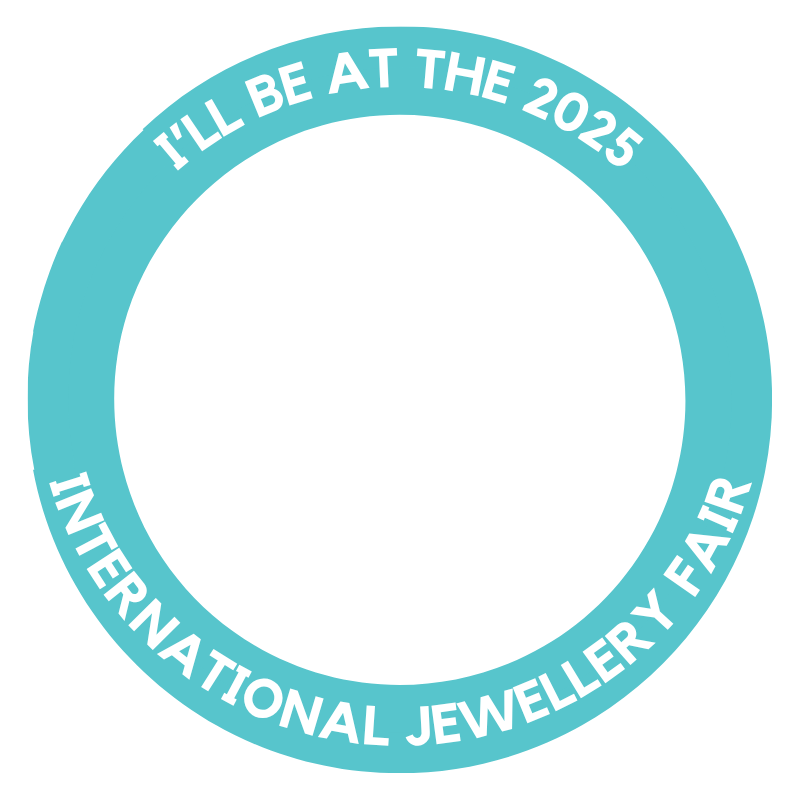 I'LL BE AT THE 2025
INTERNATIONAL JEWELLERY FAIR